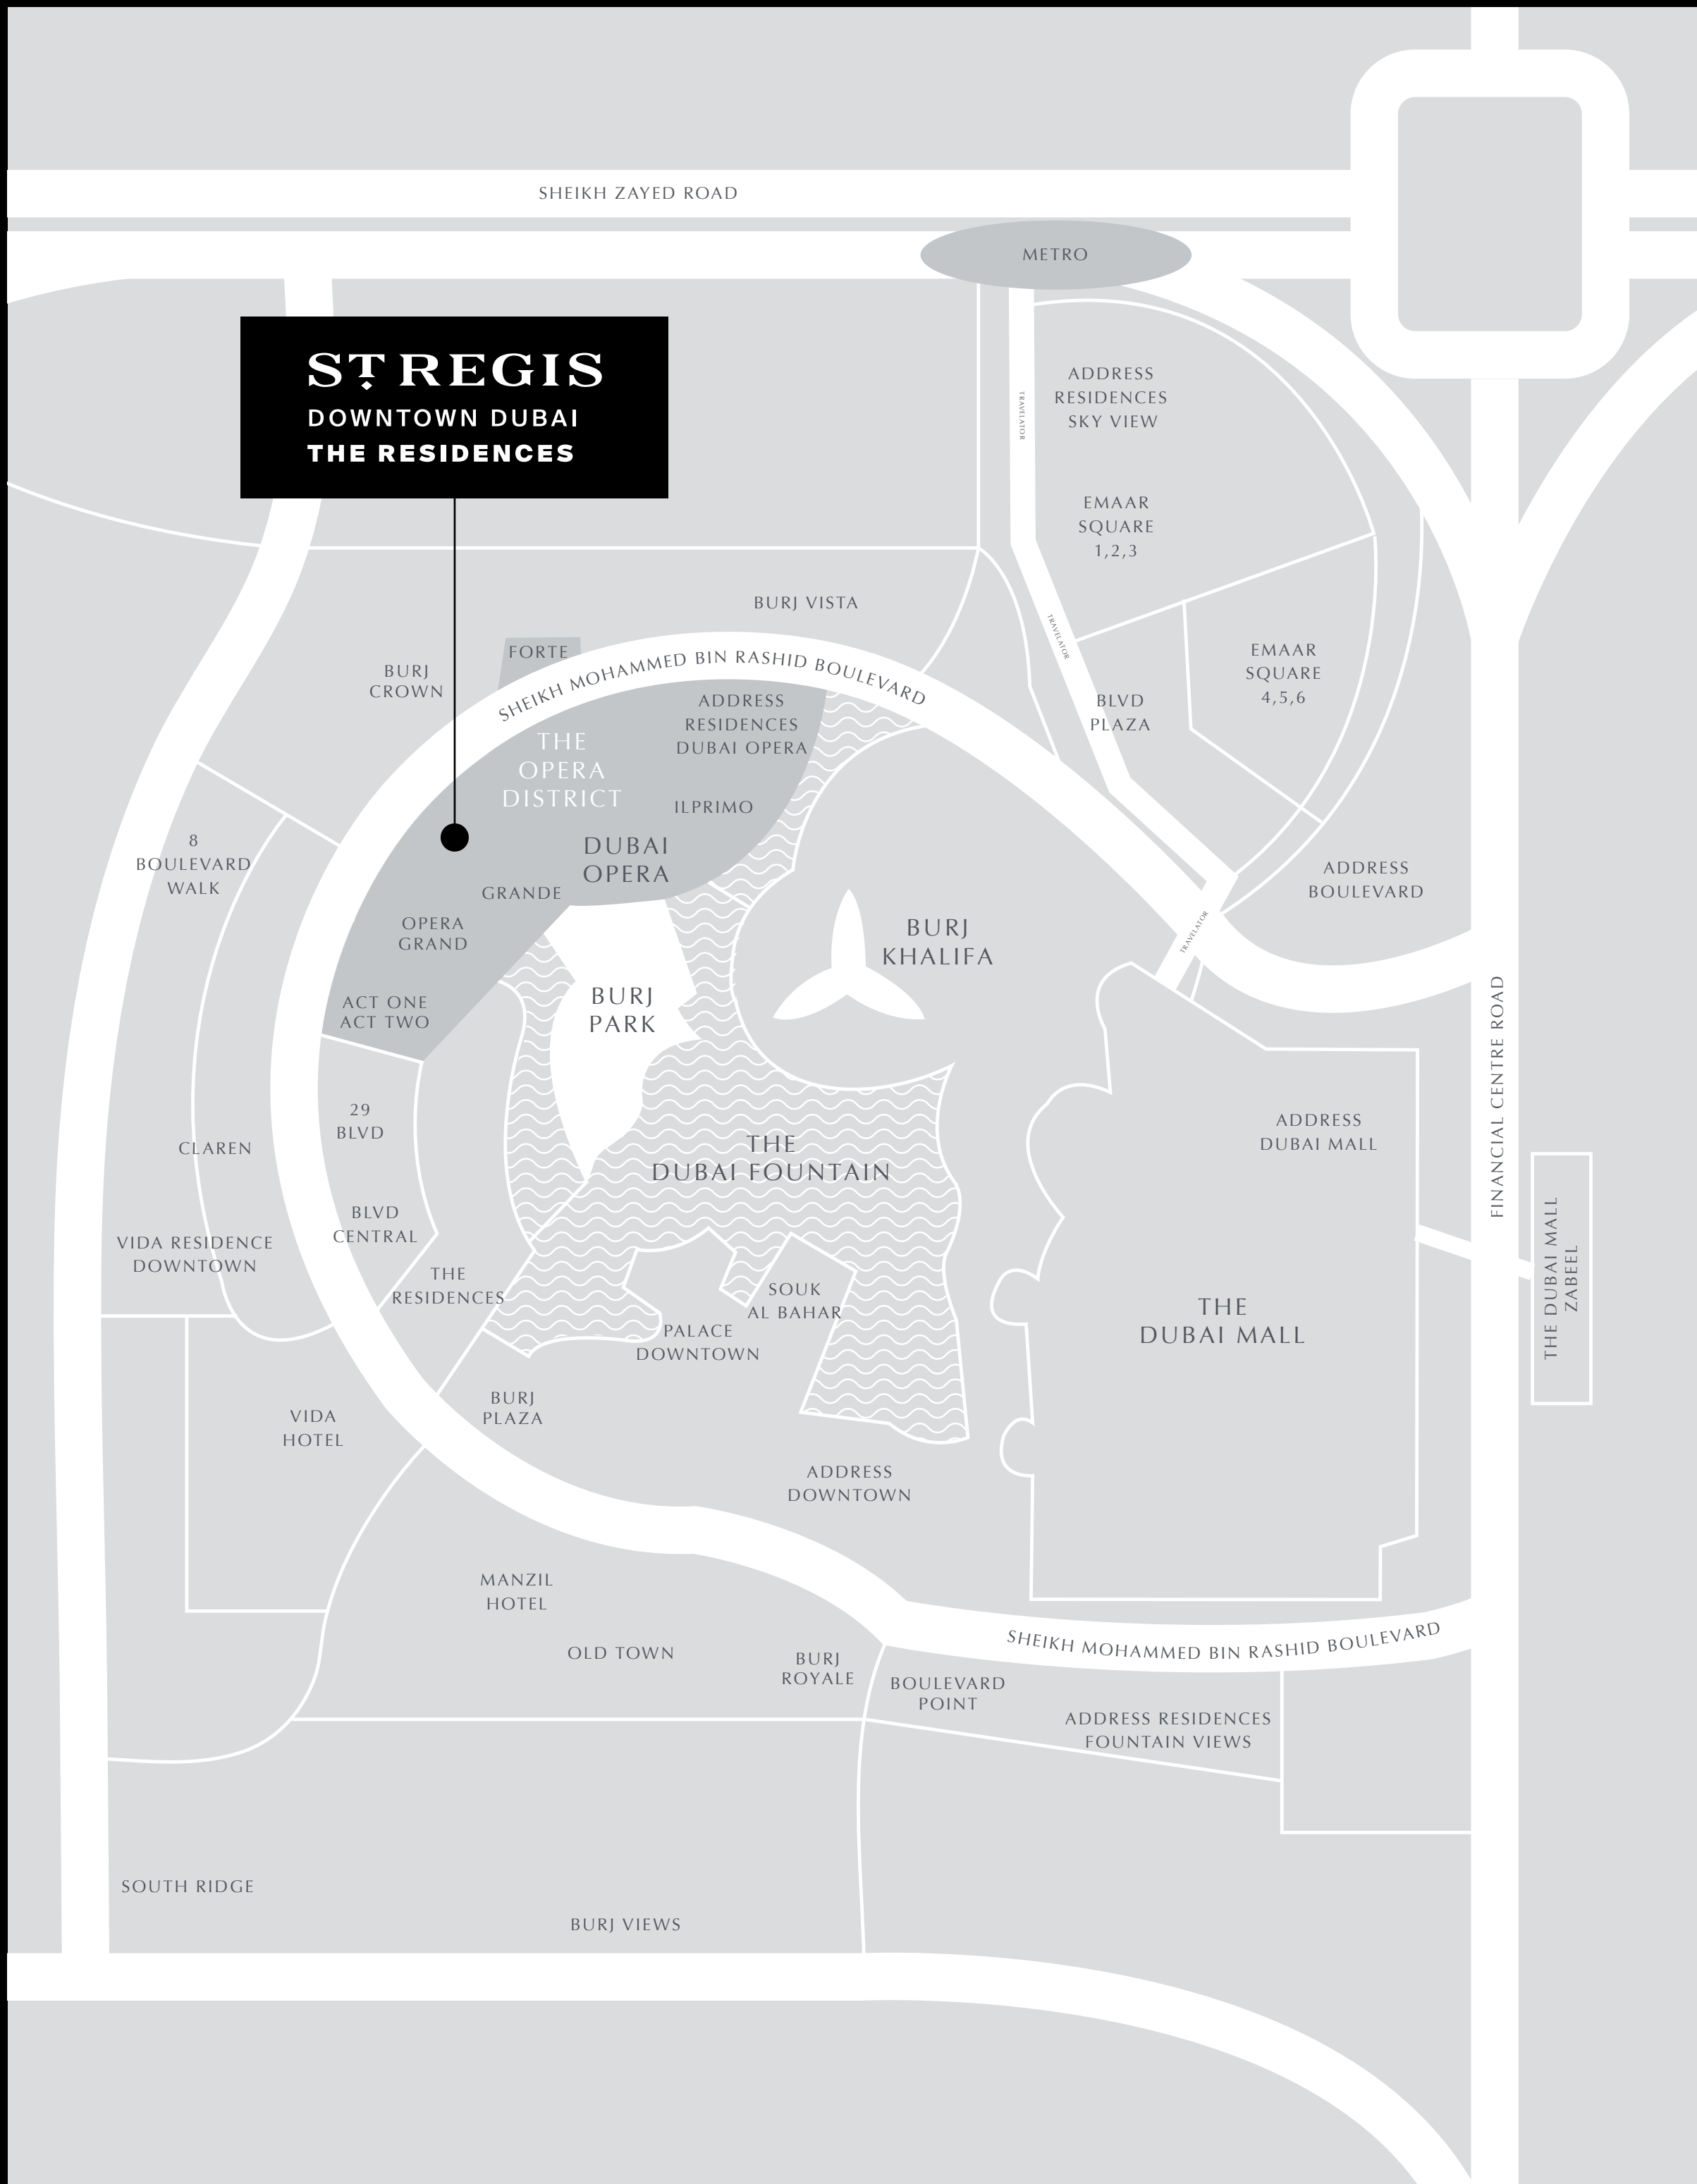 SHEIKH ZAYED ROAD
METRO
ST REGIS
DOWNTOWN DUBAI
THE RESIDENCES
TRAVELATOR
ADDRESS
RESIDENCES
SKY VIEW
EMAAR
SQUARE
1,2,3
BURJ VISTA
TRAVELATOR
FORTE
BURJ
CROWN
SHEIKH MOHAMMED BIN RASHID BOULEVARD
EMAAR
SQUARE
4,5,6
BLVD
PLAZA
ADDRESS
RESIDENCES
DUBAI OPERA
THE
OPERA
DISTRICT
ILPRIMO
DUBAI
OPERA
8
BOULEVARD
WALK
GRANDE
OPERA
GRAND
ADDRESS
BOULEVARD
TRAVELATOR
BURJ
KHALIFA
BURJ
PARK
ACT ONE
ACT TWO
FINANCIAL CENTRE ROAD
29
BLVD
CLAREN
THE
DUBAI FOUNTAIN
ADDRESS
DUBAI MALL
BLVD
CENTRAL
VIDA RESIDENCE
DOWNTOWN
THE
RESIDENCES
SOUK
AL BAHAR
PALACE
DOWNTOWN
THE
DUBAI MALL
THE DUBAI MALL
ZABEEL
BURJ
PLAZA
VIDA
HOTEL
ADDRESS
DOWNTOWN
MANZIL
HOTEL
OLD TOWN
BURJ
ROYALE
SHEIKH MOHAMMED BIN RASHID BOULEVARD
BOULEVARD
POINT
ADDRESS RESIDENCES
FOUNTAIN VIEWS
SOUTH RIDGE
BURJ VIEWS